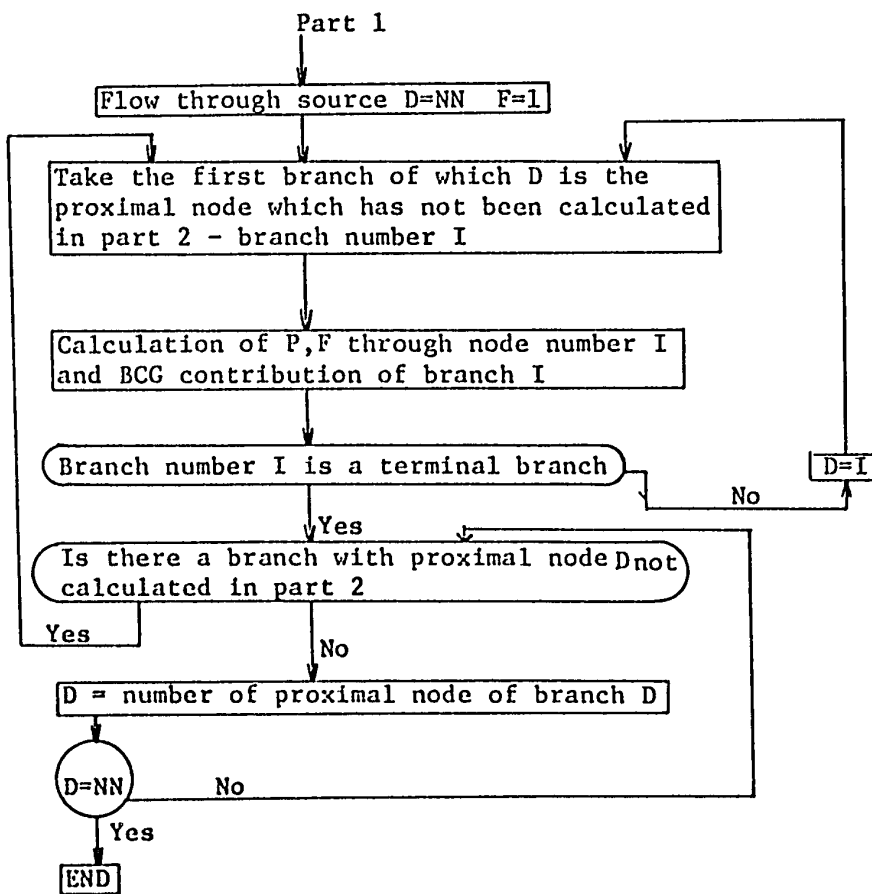 Part 1
Flow through source D=NN F=1
Take the first branch of which D is the
proximal node which has not been calculated
in part 2 - branch number I
Calculation of P,F through node number I
and BCG contribution of branch I
Branch number I is a terminal branch
D=I
No
Yes
Is there a branch with proximal node D not
calculated in part 2
Yes
No
D = number of proximal node of branch D
D=NN
No
Yes
END